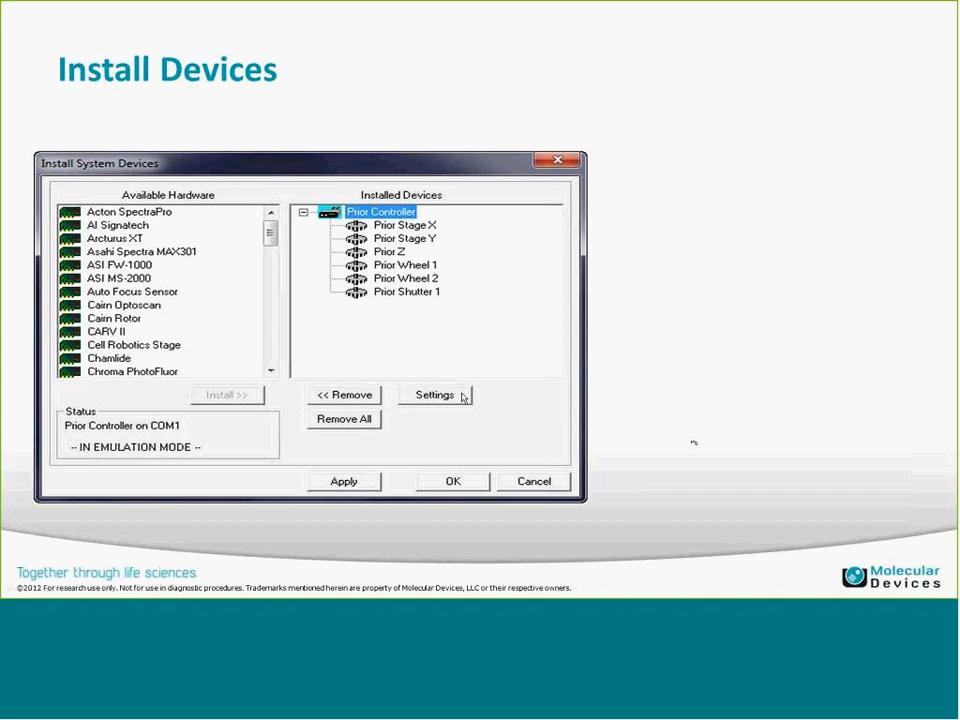 Install Devices
Install System Devices
Available Hardware
Acton SpectraPro
AI Signatech
Arcturus XT
Asahi Spectra MAX301
ASI FW-1000
ASI MS-2000
Auto Focus Sensor
Cairn Optoscan
Cairn Rotor
CARV II
Cell Robotics Stage
Chamlide
Chroma PhotoFluor
Install >>
Installed Devices
Prior Controller
Prior Stage X
Prior Stage Y
Prior Z
Prior Wheel 1
Prior Wheel 2
Prior Shutter 1
<< Remove
Settings
Remove All
Status
Prior Controller on COM1
-- IN EMULATION MODE --
Apply
OK
Cancel
Together through life sciences.
©2012 For research use only. Not for use in diagnostic procedures. Trademarks mentioned herein are property of Molecular Devices, LLC or their respective owners.
Molecular
Devices